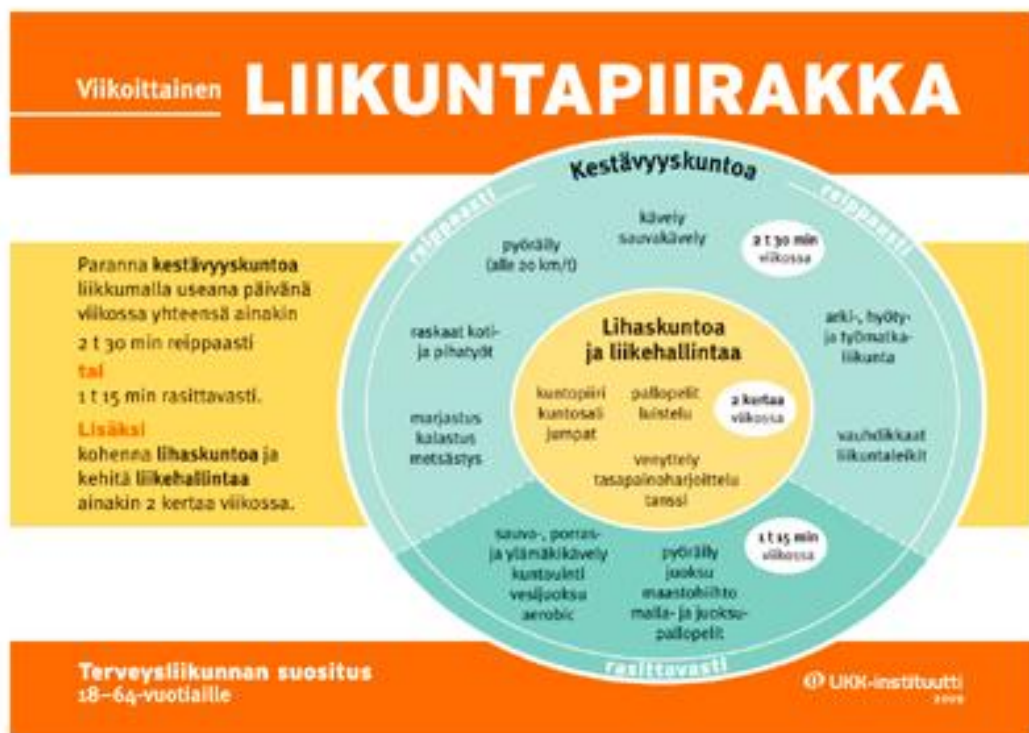 Viikoittainen LIIKUNTAPIIRAKKA
Paranna kestävyyskuntoa
liikkumalla useana päivänä
viikossa yhteensä ainakin
2 t 30 min reippaasti
tai
1 t 15 min rasittavasti.
Lisäksi
kohenna lihaskuntoa ja
kehitä liikehallintaa
ainakin 2 kertaa viikossa.
Kestävyyskuntoa
reippaasti
reippaasti
kävely
sauvakävely
2 t 30 min
viikossa
pyöräily
(alle 20 km/t)
raskaat koti-
ja pihatyöt
marjastus
kalastus
metsästys
arki-, hyöty-
ja työmatka-
liikunta
vauhdikkaat
liikuntaleikit
Lihaskuntoa
ja liikehallintaa
kuntopiiri
kuntosali
jumpat
pallopelit
luistelu
2 kertaa
viikossa
venyttely
tasapainoharjoittelu
tanssi
sauva-, porras-
ja ylämäkikävely
kuntouinti
vesijuoksu
aerobic
pyöräily
juoksu
maastohiihto
maila- ja juoksu-
pallopelit
1 t 15 min
viikossa
rasittavasti
Terveysliikunnan suositus
18–64-vuotiaille
UKK-instituutti
2009